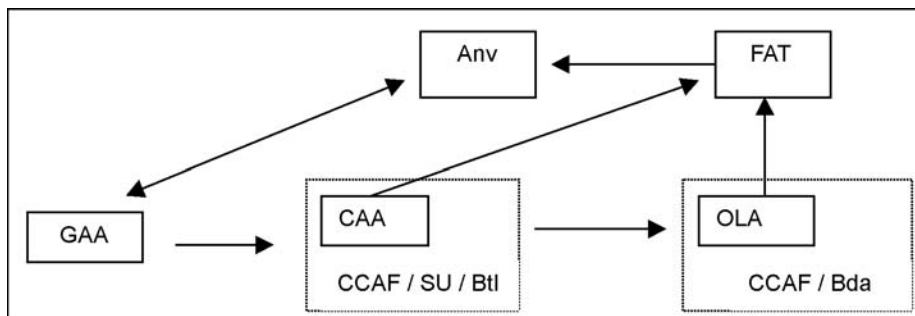 Anv
FAT
GAA
CAA
OLA
CCAF / SU / Btl
CCAF / Bda